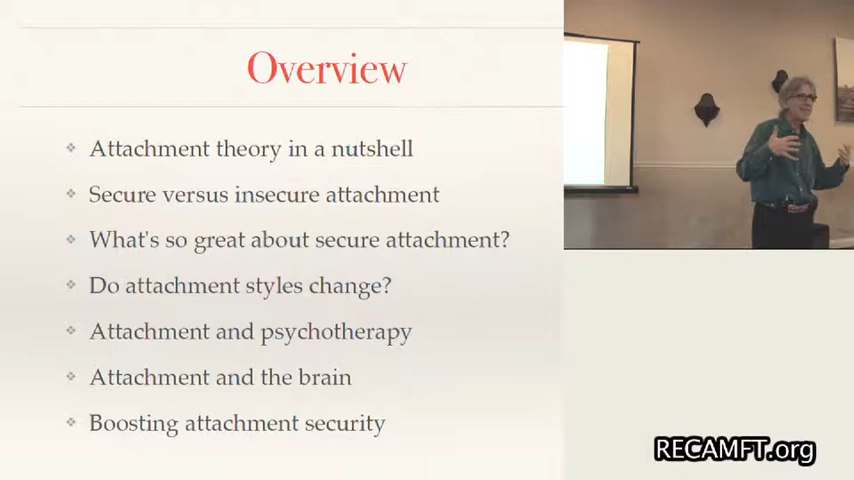 Overview
Attachment theory in a nutshell
Secure versus insecure attachment
What's so great about secure attachment?
Do attachment styles change?
Attachment and psychotherapy
Attachment and the brain
Boosting attachment security
RECAMFT.org